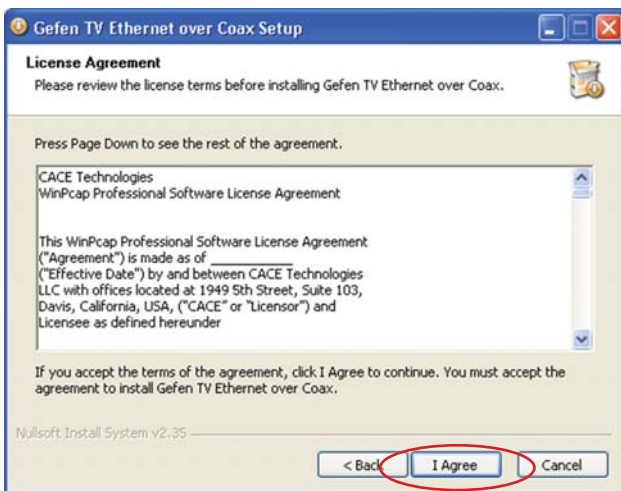 Gefen TV Ethernet over Coax Setup
License Agreement
Please review the license terms before installing Gefen TV Ethernet over Coax.
Press Page Down to see the rest of the agreement.
CACE Technologies
WinPcap Professional Software License Agreement
This WinPcap Professional Software License Agreement
("Agreement") is made as of ____________
("Effective Date") by and between CACE Technologies
LLC with offices located at 1949 5th Street, Suite 103,
Davis, California, USA, ("CACE" or "Licensor") and
Licensee as defined hereunder
If you accept the terms of the agreement, click I Agree to continue. You must accept the
agreement to install Gefen TV Ethernet over Coax.
Nullsoft Install System v2.35
< Back
I Agree
Cancel